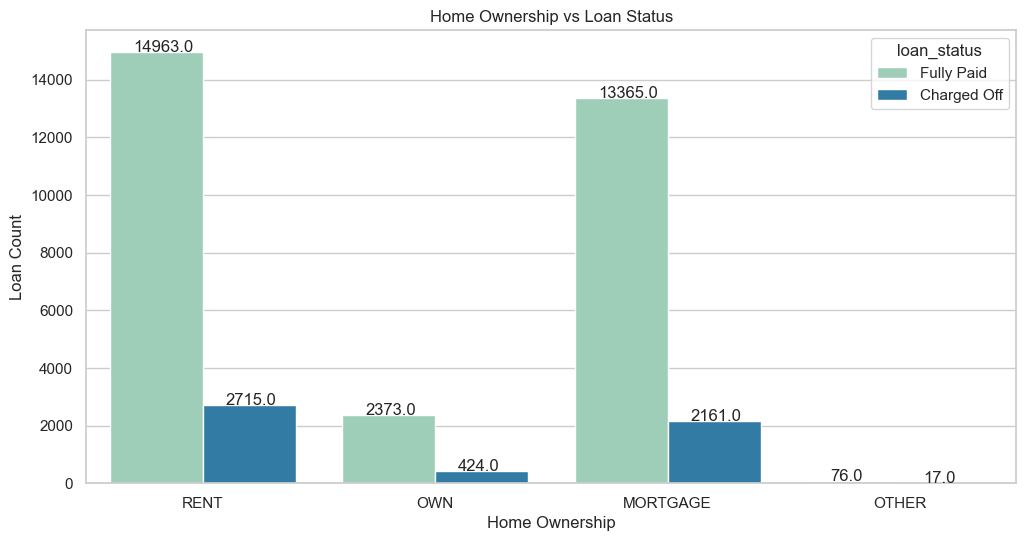 Home Ownership vs Loan Status
14963.0
13365.0
loan_status
Fully Paid
Charged Off
14000
12000
10000
8000
6000
4000
2000
0
Loan Count
2715.0
2373.0
424.0
2161.0
76.0
17.0
RENT
OWN
MORTGAGE
OTHER
Home Ownership